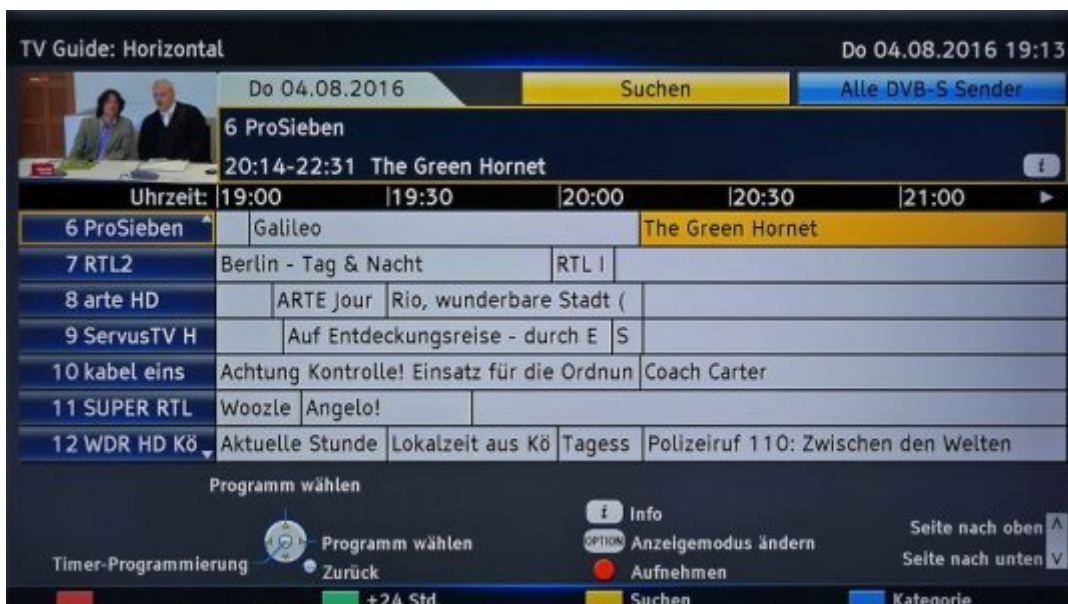 TV Guide: Horizontal Do 04.08.2016 19:13
Do 04.08.2016 Suchen Alle DVB-S Sender
6 ProSieben
20:14-22:31 The Green Hornet i
Uhrzeit: 19:00 19:30 20:00 20:30 21:00
6 ProSieben Galileo The Green Hornet
7 RTL2 Berlin - Tag & Nacht RTL I
8 arte HD ARTE Jour Rio, wunderbare Stadt (
9 ServusTV H Auf Entdeckungsreise - durch E S
10 kabel eins Achtung Kontrolle! Einsatz für die Ordnun Coach Carter
11 SUPER RTL Woozle Angelo!
12 WDR HD Kö Aktuelle Stunde Lokalzeit aus Kö Tagess Polizeiruf 110: Zwischen den Welten
Programm wählen
i Info
Programm wählen OPTION Anzeigemodus ändern Seite nach oben
Timer-Programmierung Zurück Aufnehmen Seite nach unten
+24 Std. Suchen Kategorie